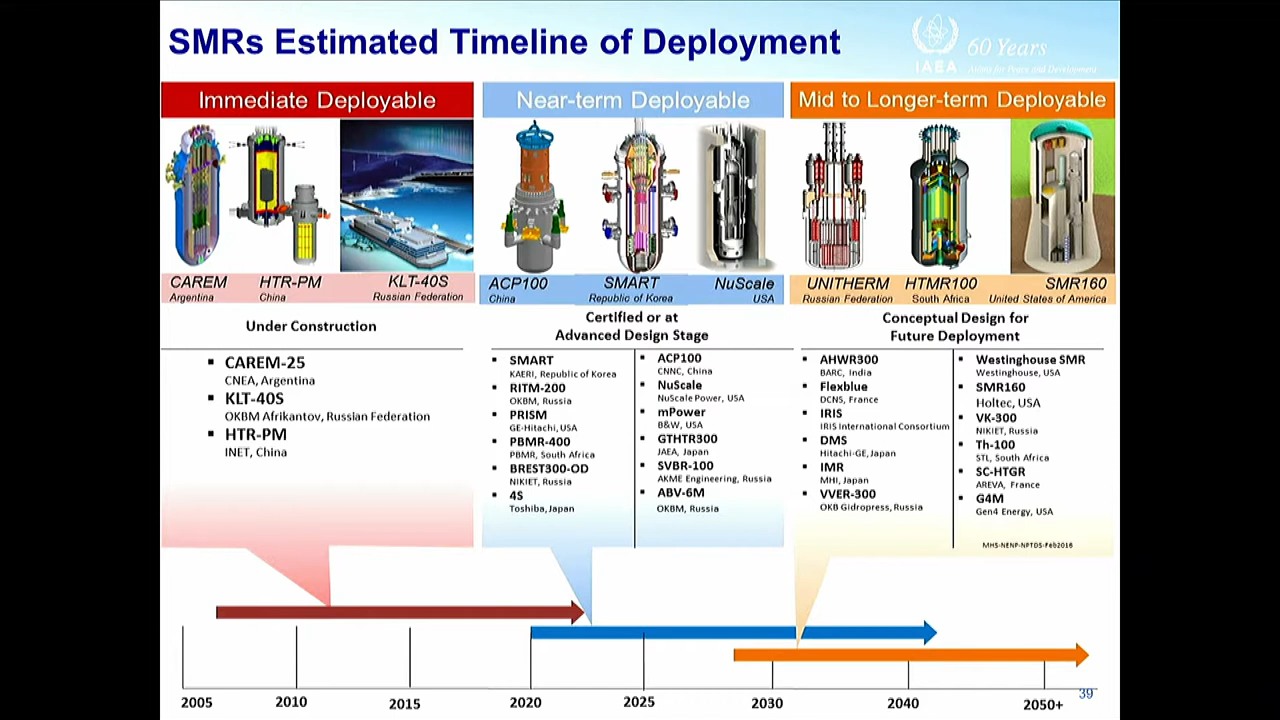 SMRs Estimated Timeline of Deployment
IAEA
60 Years
Atoms for Peace and Development
Immediate Deployable
Near-term Deployable
Mid to Longer-term Deployable
CAREM
Argentina
HTR-PM
China
KLT-40S
Russian Federation
ACP100
China
SMART
Republic of Korea
NuScale
USA
UNITHERM
Russian Federation
HTMR100
South Africa
SMR160
United States of America
Under Construction
▪ CAREM-25
CNEA, Argentina
▪ KLT-40S
OKBM Afrikantov, Russian Federation
▪ HTR-PM
INET, China
Certified or at
Advanced Design Stage
▪ SMART
KAERI, Republic of Korea
▪ RITM-200
OKBM, Russia
▪ PRISM
GE-Hitachi, USA
▪ PBMR-400
PBMR, South Africa
▪ BREST300-OD
NIKIET, Russia
▪ 4S
Toshiba, Japan
▪ ACP100
CNNC, China
▪ NuScale
NuScale Power, USA
▪ mPower
B&W, USA
▪ GTHTR300
JAEA, Japan
▪ SVBR-100
AKME Engineering, Russia
▪ ABV-6M
OKBM, Russia
Conceptual Design for
Future Deployment
▪ AHWR300
BARC, India
▪ Flexblue
DCNS, France
▪ IRIS
IRIS International Consortium
▪ DMS
Hitachi-GE, Japan
▪ IMR
MHI, Japan
▪ VVER-300
OKB Gidropress, Russia
▪ Westinghouse SMR
Westinghouse, USA
▪ SMR160
Holtec, USA
▪ VK-300
NIKIET, Russia
▪ Th-100
STL, South Africa
▪ SC-HTGR
AREVA, France
▪ G4M
Gen4 Energy, USA
MHS-NENP-NPTDS-Feb2016
2005
2010
2015
2020
2025
2030
2040
2050+
39